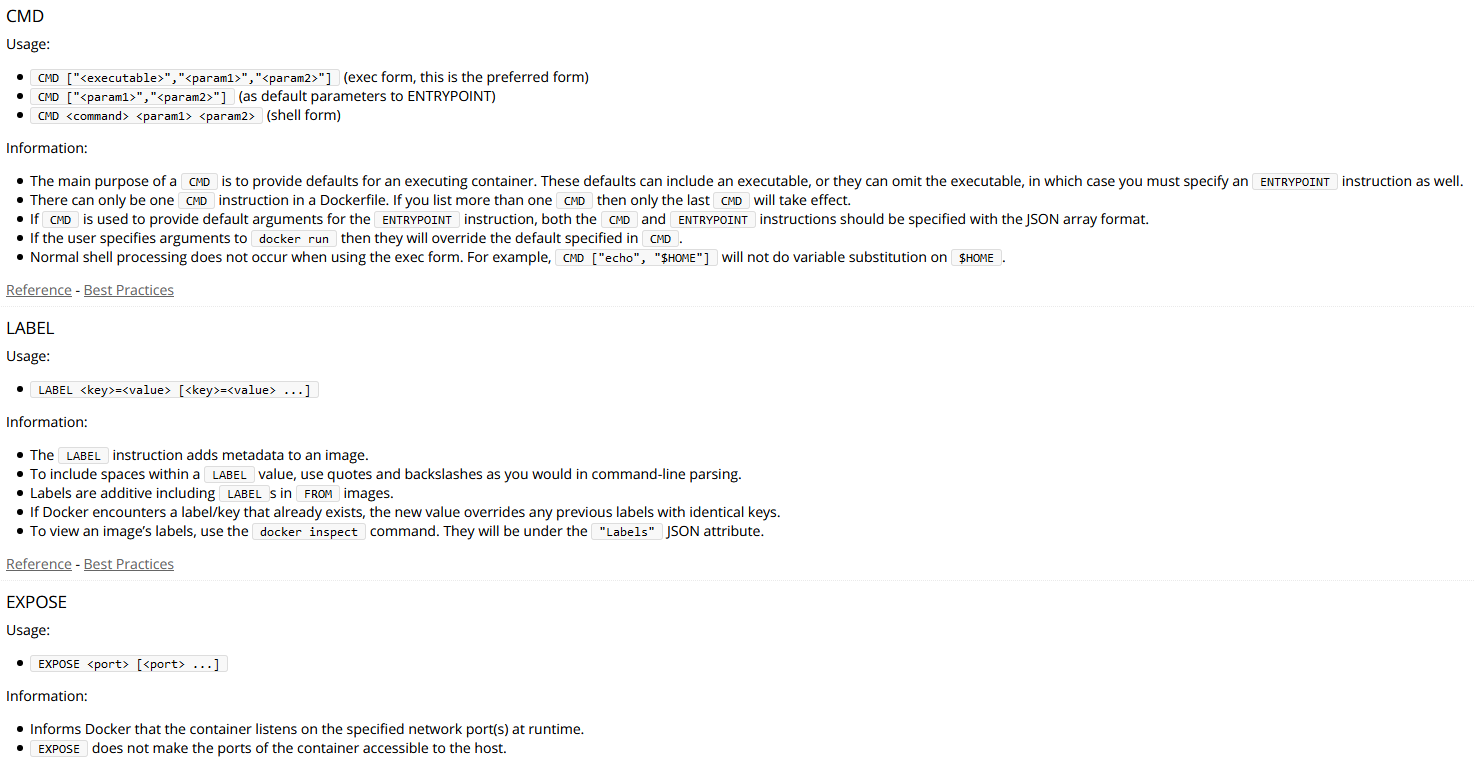 CMD
Usage:
CMD ["<executable>","<param1>","<param2>"] (exec form, this is the preferred form)
CMD ["<param1>","<param2>"] (as default parameters to ENTRYPOINT)
CMD <command> <param1> <param2> (shell form)
Information:
The main purpose of a CMD is to provide defaults for an executing container. These defaults can include an executable, or they can omit the executable, in which case you must specify an ENTRYPOINT instruction as well.
There can only be one CMD instruction in a Dockerfile. If you list more than one CMD then only the last CMD will take effect.
If CMD is used to provide default arguments for the ENTRYPOINT instruction, both the CMD and ENTRYPOINT instructions should be specified with the JSON array format.
If the user specifies arguments to docker run then they will override the default specified in CMD.
Normal shell processing does not occur when using the exec form. For example, CMD ["echo", "$HOME"] will not do variable substitution on $HOME.
Reference - Best Practices
LABEL
Usage:
LABEL <key>=<value> [<key>=<value> ...]
Information:
The LABEL instruction adds metadata to an image.
To include spaces within a LABEL value, use quotes and backslashes as you would in command-line parsing.
Labels are additive including LABELs in FROM images.
If Docker encounters a label/key that already exists, the new value overrides any previous labels with identical keys.
To view an image’s labels, use the docker inspect command. They will be under the "Labels" JSON attribute.
Reference - Best Practices
EXPOSE
Usage:
EXPOSE <port> [<port> ...]
Information:
Informs Docker that the container listens on the specified network port(s) at runtime.
EXPOSE does not make the ports of the container accessible to the host.